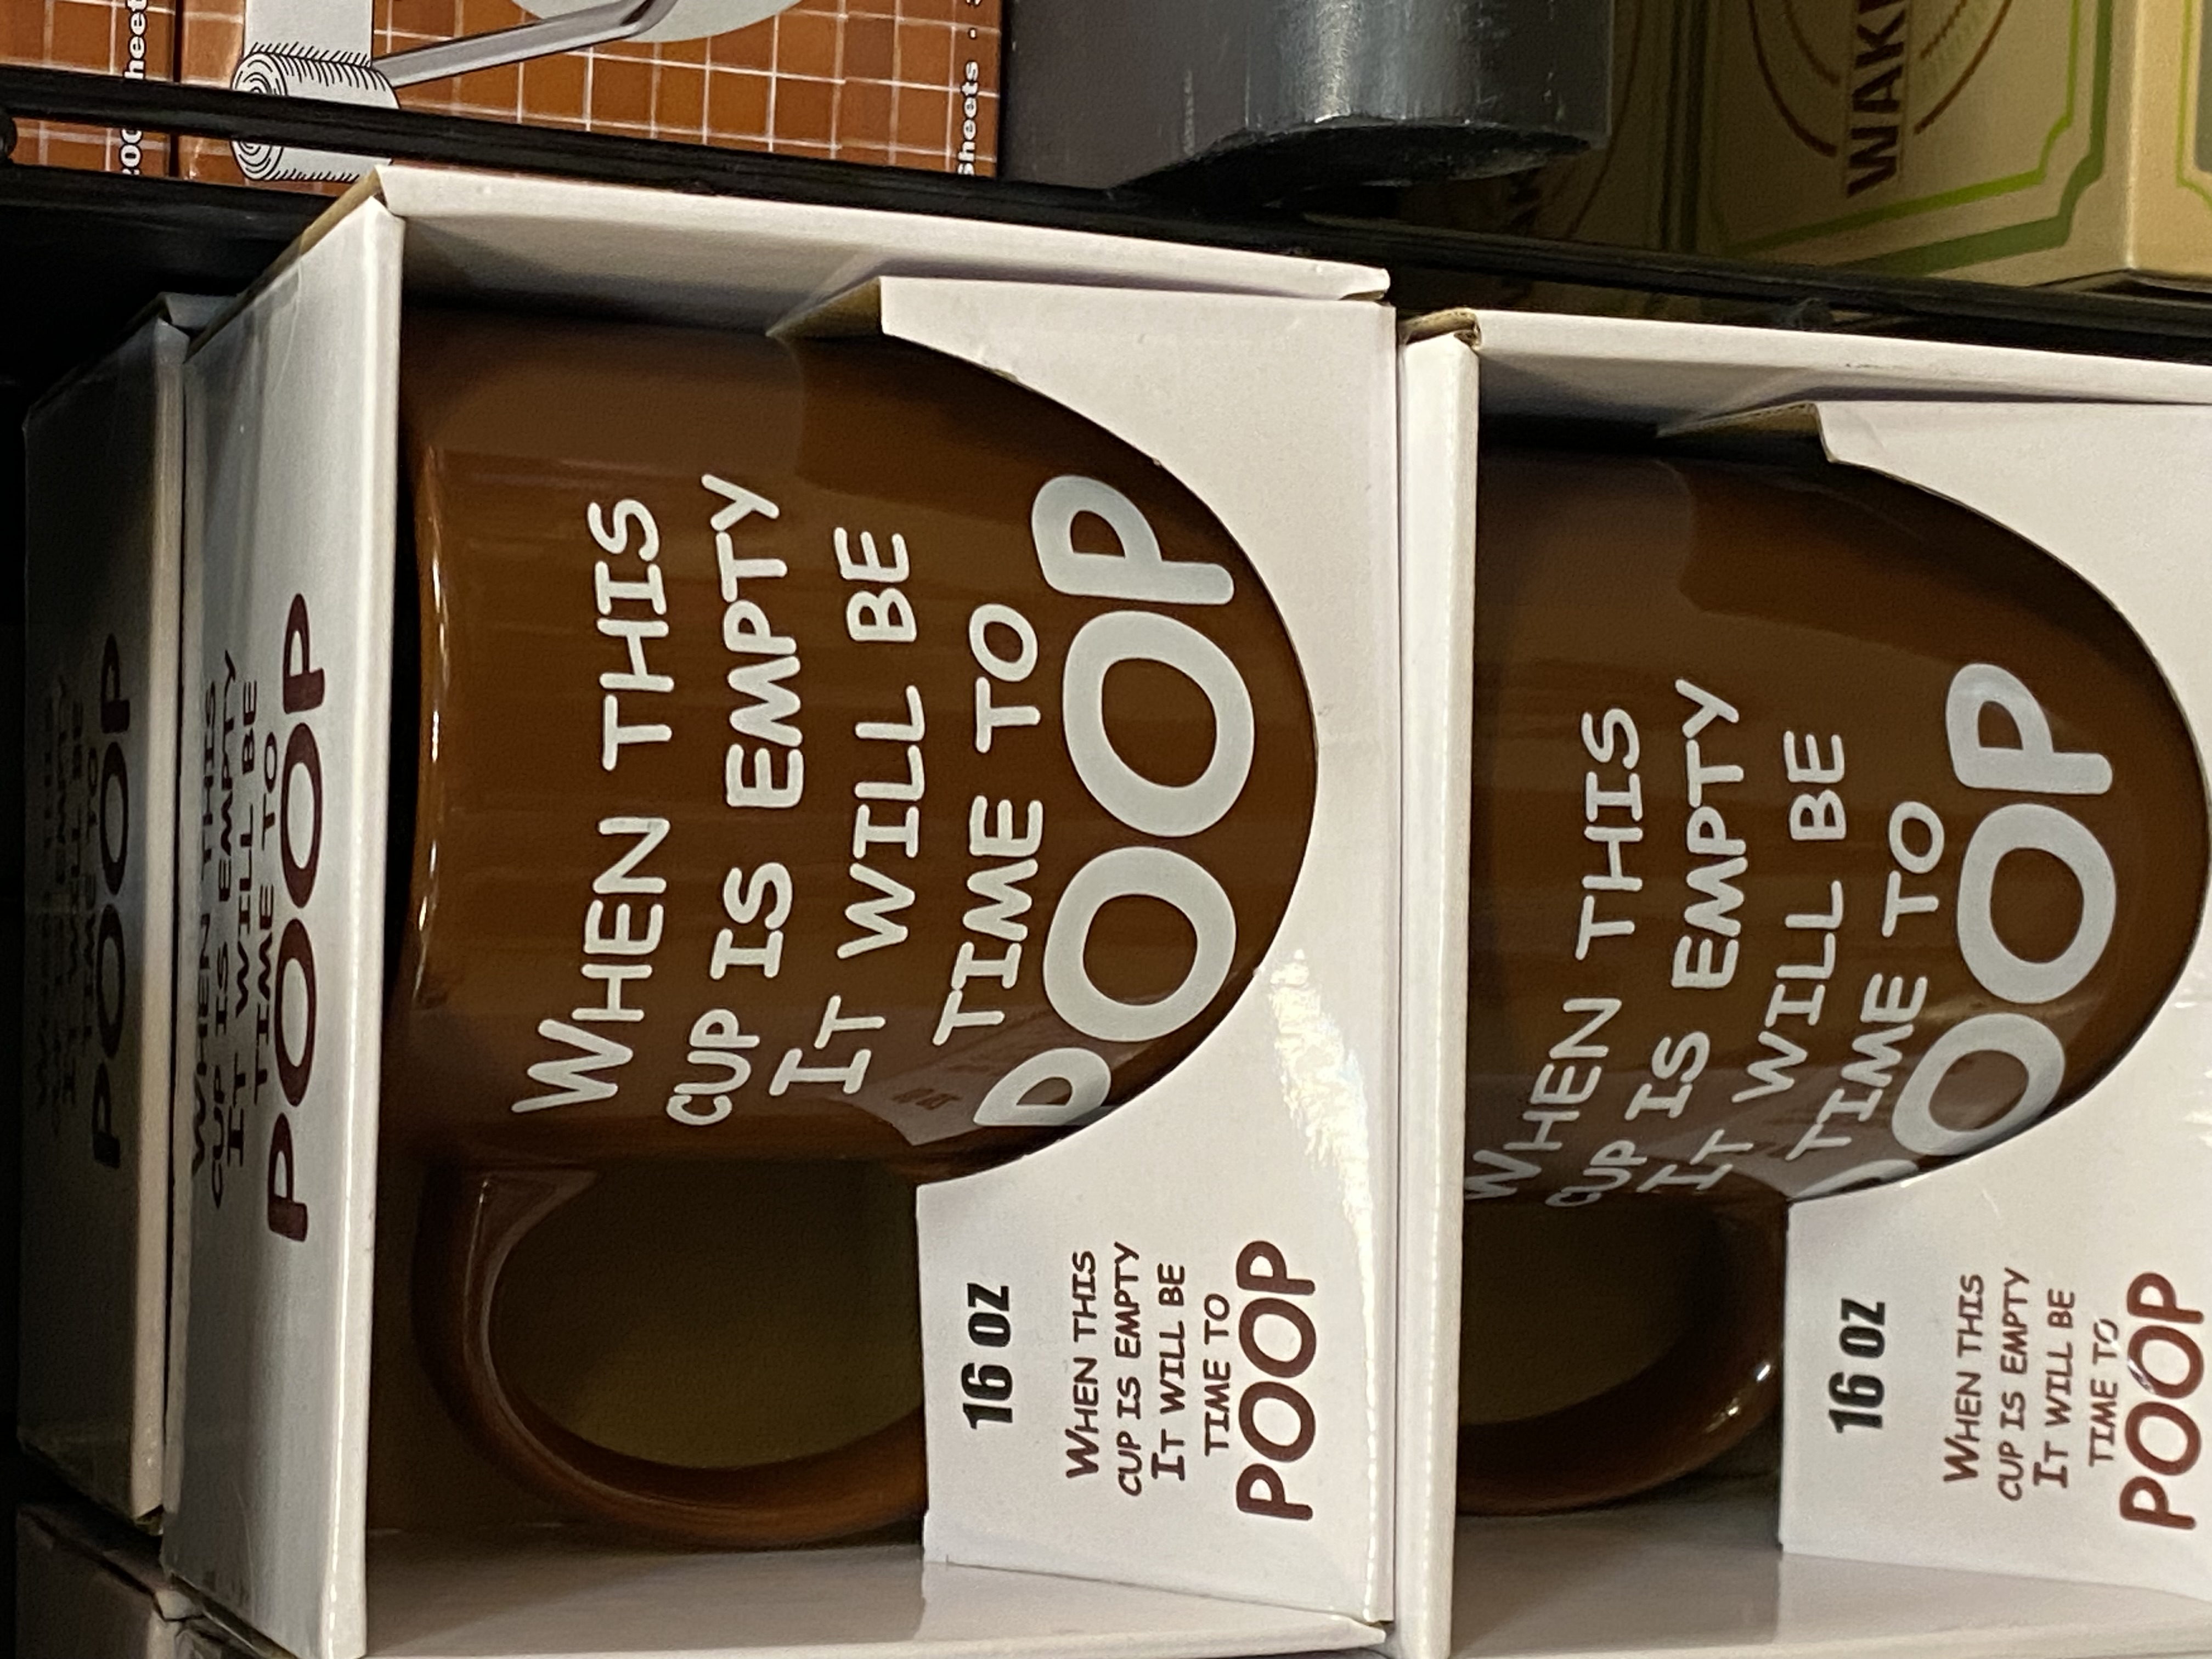 WHEN THIS
CUP IS EMPTY
IT WILL BE
TIME TO
POOP
16 OZ
WHEN THIS
CUP IS EMPTY
IT WILL BE
TIME TO
POOP
WHEN THIS
CUP IS EMPTY
IT WILL BE
TIME TO
POOP
WHEN THIS
CUP IS EMPTY
IT WILL BE
TIME TO
POOP
16 OZ
WHEN THIS
CUP IS EMPTY
IT WILL BE
TIME TO
POOP
POOP
Sheets